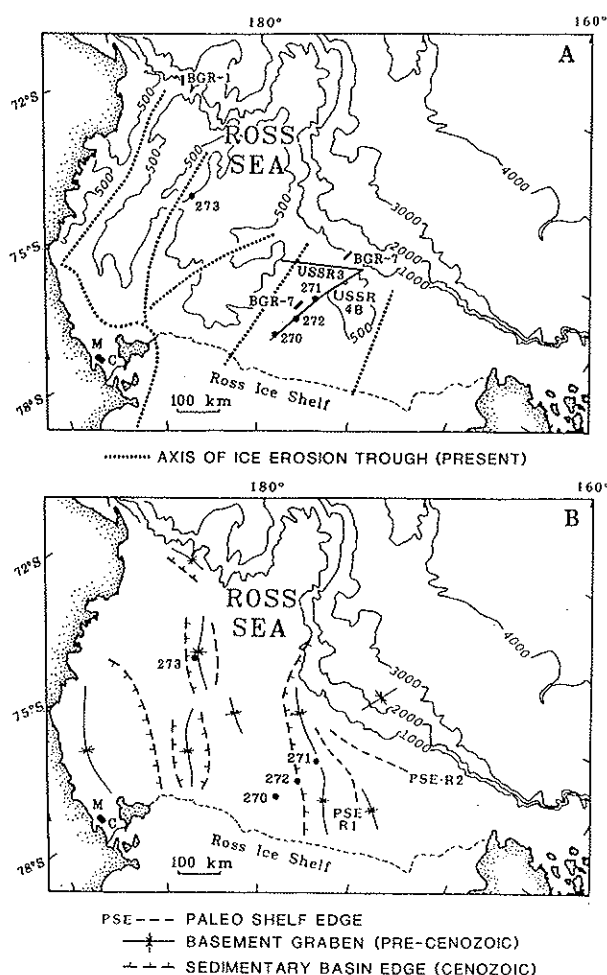 180°
160°
A
72°S
BGR-1
500
500
500
ROSS
SEA
500
500
4000
273
3000
75°S
BGR-7
2000
1000
USSR3
271
BGR-7
USSR
4B
272
500
270
M
C
Ross Ice Shelf
78°S
100 km
AXIS OF ICE EROSION TROUGH (PRESENT)
180°
160°
B
72°S
ROSS
SEA
4000
273
3000
75°S
2000
1000
271
272
PSE-R2
270
PSE
R1
M
C
Ross Ice Shelf
78°S
100 km
PSE---- PALEO SHELF EDGE
BASEMENT GRABEN (PRE-CENOZOIC)
SEDIMENTARY BASIN EDGE (CENOZOIC)